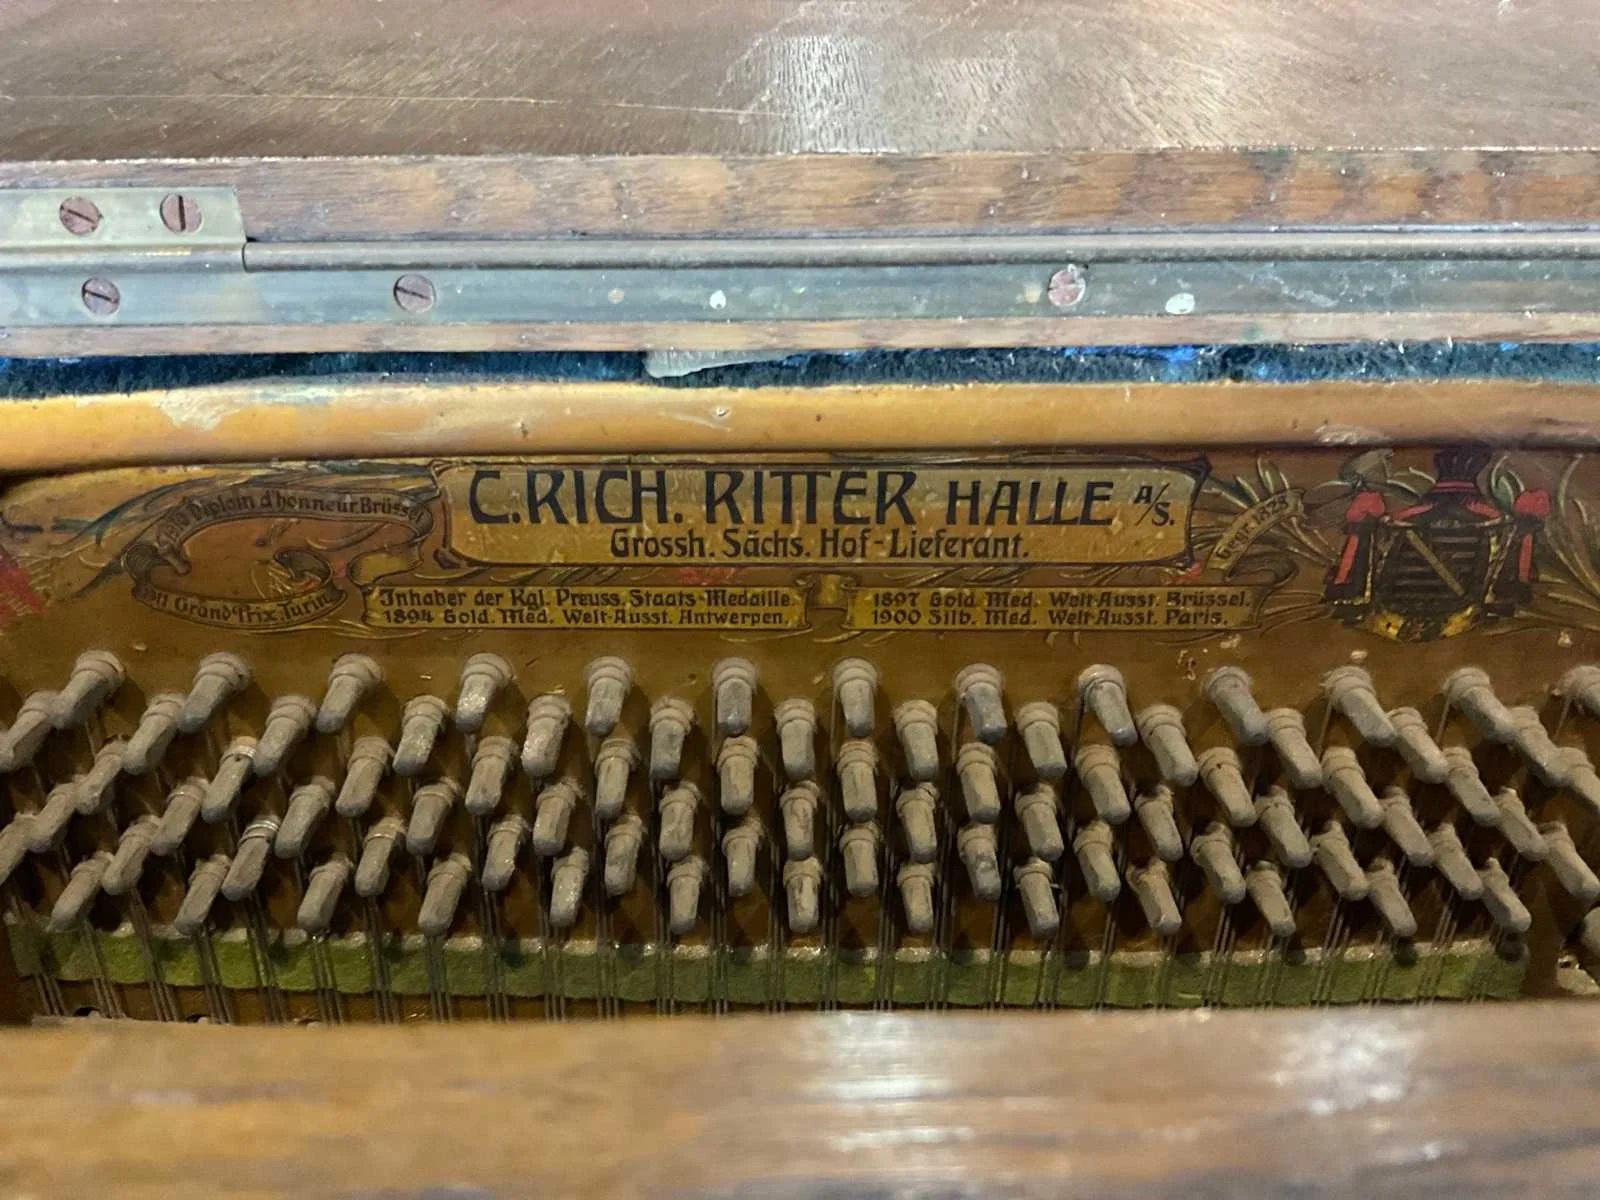 C. RICH. RITTER HALLE A/S.
Grossh. Sächs. Hof-Lieferant.
1910 Diplom d'honneur. Brüssel
1911 Grand Prix. Turin
Inhaber der Kgl. Preuss. Staats-Medaille.
1894 Gold. Med. Welt-Ausst. Antwerpen.
1897 Gold. Med. Welt-Ausst. Brüssel.
1900 Silb. Med. Welt-Ausst. Paris.
Gegr. 1828